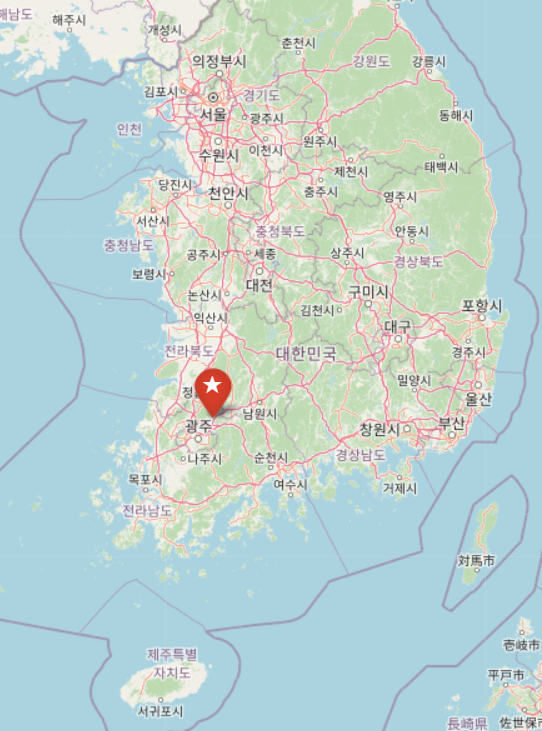 해남도
해주시
개성시
춘천시
의정부시
강원도
강릉시
김포시
경기도
서울
광주시
동해시
인천
수원시
이천시
원주시
태백시
제천시
당진시
천안시
충주시
영주시
서산시
충청북도
안동시
충청남도
공주시
세종
상주시
경상북도
보령시
대전
구미시
논산시
김천시
포항시
익산시
대구
전라북도
대한민국
경주시
밀양시
울산
남원시
광주
창원시
부산
나주시
순천시
경상남도
목포시
여수시
거제시
전라남도
対馬市
壱岐市
제주특별
자치도
平戸市
서귀포시
長崎県
佐世保市